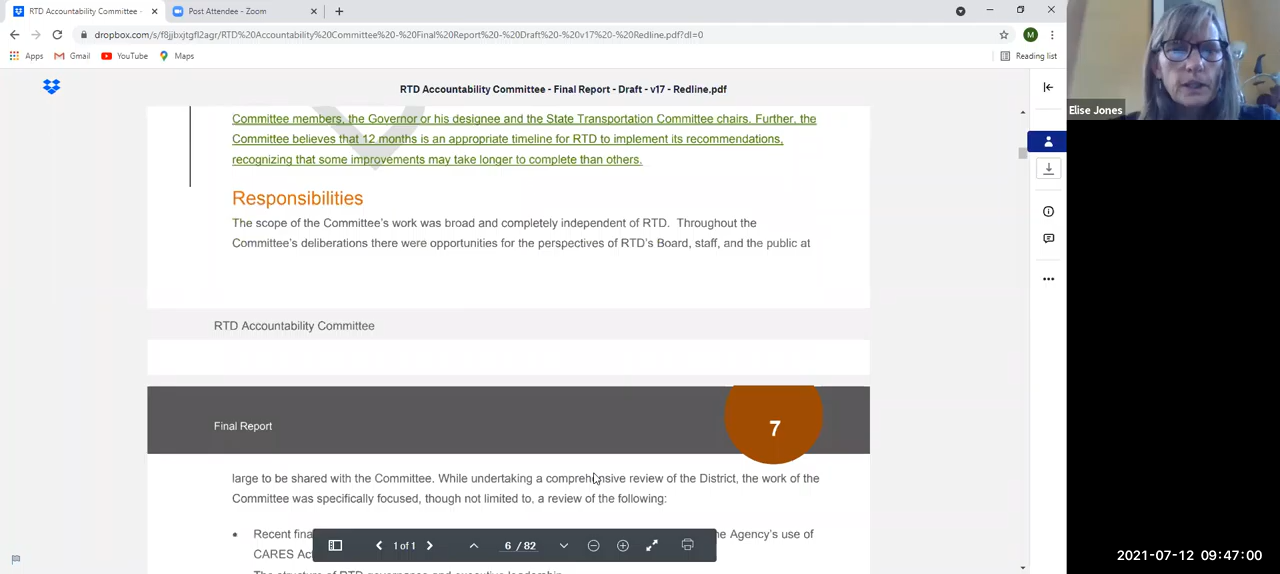 RTD Accountability Committee -
Post Attendee - Zoom
dropbox.com/s/f8jjbxjtgfl2agr/RTD%20Accountability%20Committee%20-%20Final%20Report%20-%20Draft%20-%20v17%20-%20Redline.pdf?dl=0
M
Apps
Gmail
YouTube
Maps
Reading list
RTD Accountability Committee - Final Report - Draft - v17 - Redline.pdf
Elise Jones
Committee members, the Governor or his designee and the State Transportation Committee chairs. Further, the
Committee believes that 12 months is an appropriate timeline for RTD to implement its recommendations,
recognizing that some improvements may take longer to complete than others.
Responsibilities
The scope of the Committee's work was broad and completely independent of RTD. Throughout the
Committee's deliberations there were opportunities for the perspectives of RTD's Board, staff, and the public at
RTD Accountability Committee
Final Report
7
large to be shared with the Committee. While undertaking a comprehensive review of the District, the work of the
Committee was specifically focused, though not limited to, a review of the following:
• Recent fina
he Agency's use of
1 of 1
6 / 82
CARES Ac
The structure of RTD governance and executive leadership
2021-07-12 09:47:00